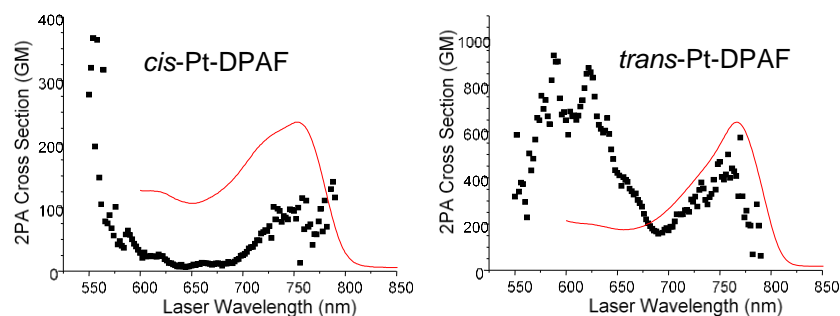 cis-Pt-DPAF
2PA Cross Section (GM)
400
300
200
100
0
550 600 650 700 750 800 850
Laser Wavelength (nm)
trans-Pt-DPAF
2PA Cross Section (GM)
1000
800
600
400
200
0
550 600 650 700 750 800 850
Laser Wavelength (nm)